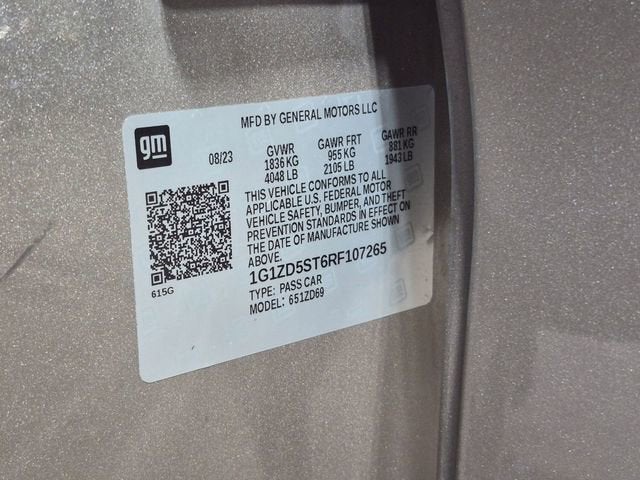 MFD BY GENERAL MOTORS LLC
gm
08/23
GVWR GAWR FRT GAWR RR
1836 KG 955 KG 881 KG
4048 LB 2105 LB 1943 LB
THIS VEHICLE CONFORMS TO ALL
APPLICABLE U.S. FEDERAL MOTOR
VEHICLE SAFETY, BUMPER, AND THEFT
PREVENTION STANDARDS IN EFFECT ON
THE DATE OF MANUFACTURE SHOWN
ABOVE.
1G1ZD5ST6RF107265
615G
TYPE: PASS CAR
MODEL: 651ZD69